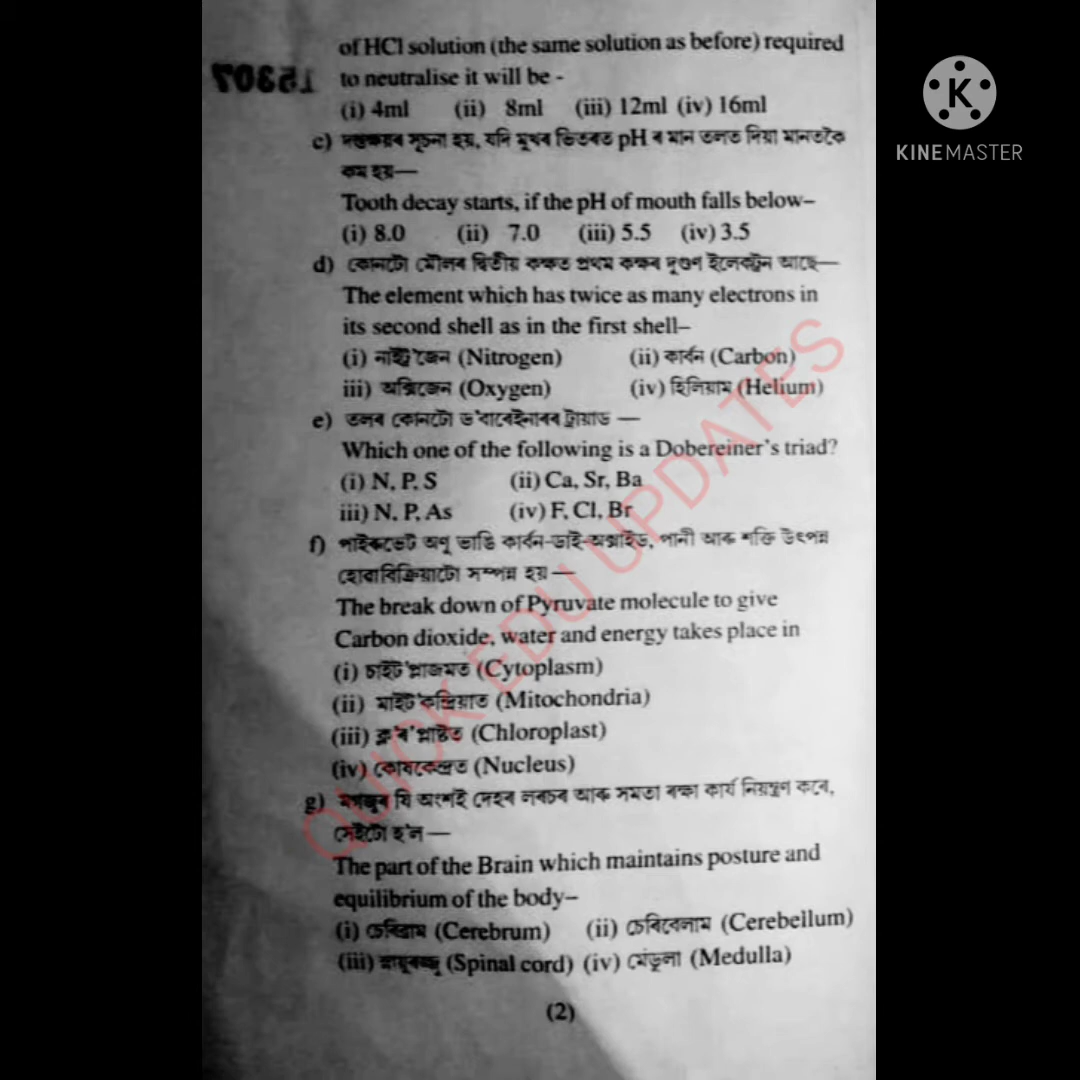 of HCl solution (the same solution as before) required
to neutralise it will be -
(i) 4ml (ii) 8ml (iii) 12ml (iv) 16ml
c) দন্তক্ষয়ৰ সূচনা হয়, যদি মুখৰ ভিতৰত pH ৰ মান তলত দিয়া মানতকৈ
কম হয়—
Tooth decay starts, if the pH of mouth falls below–
(i) 8.0 (ii) 7.0 (iii) 5.5 (iv) 3.5
d) কোনটো মৌলৰ দ্বিতীয় কক্ষত প্ৰথম কক্ষৰ দুগুণ ইলেকট্ৰন আছে—
The element which has twice as many electrons in
its second shell as in the first shell–
(i) নাইট্ৰ'জেন (Nitrogen) (ii) কাৰ্বন (Carbon)
iii) অক্সিজেন (Oxygen) (iv) হিলিয়াম (Helium)
e) তলৰ কোনটো ড'বাৰেইনাৰৰ ট্ৰায়াড —
Which one of the following is a Dobereiner's triad?
(i) N, P, S (ii) Ca, Sr, Ba
iii) N, P, As (iv) F, Cl, Br
f) পাইৰুভেট অণু ভাঙি কাৰ্বন-ডাই-অক্সাইড, পানী আৰু শক্তি উৎপন্ন
হোৱা বিক্ৰিয়াটো সম্পন্ন হয় —
The break down of Pyruvate molecule to give
Carbon dioxide, water and energy takes place in
(i) চাইট'প্লাজমত (Cytoplasm)
(ii) মাইট'কন্দ্ৰিয়াত (Mitochondria)
(iii) ক্ল'ৰ'প্লাষ্টত (Chloroplast)
(iv) কোষকেন্দ্ৰত (Nucleus)
g) মগজুৰ যি অংশই দেহৰ লৰচৰ আৰু সমতা ৰক্ষা কাৰ্য নিয়ন্ত্ৰণ কৰে,
সেইটো হ'ল —
The part of the Brain which maintains posture and
equilibrium of the body–
(i) চেৰিব্ৰাম (Cerebrum) (ii) চেৰিবেলাম (Cerebellum)
(iii) স্নায়ুৰজ্জু (Spinal cord) (iv) মেডুলা (Medulla)
(2)
QUICK EDU UPDATES
K
KINEMASTER